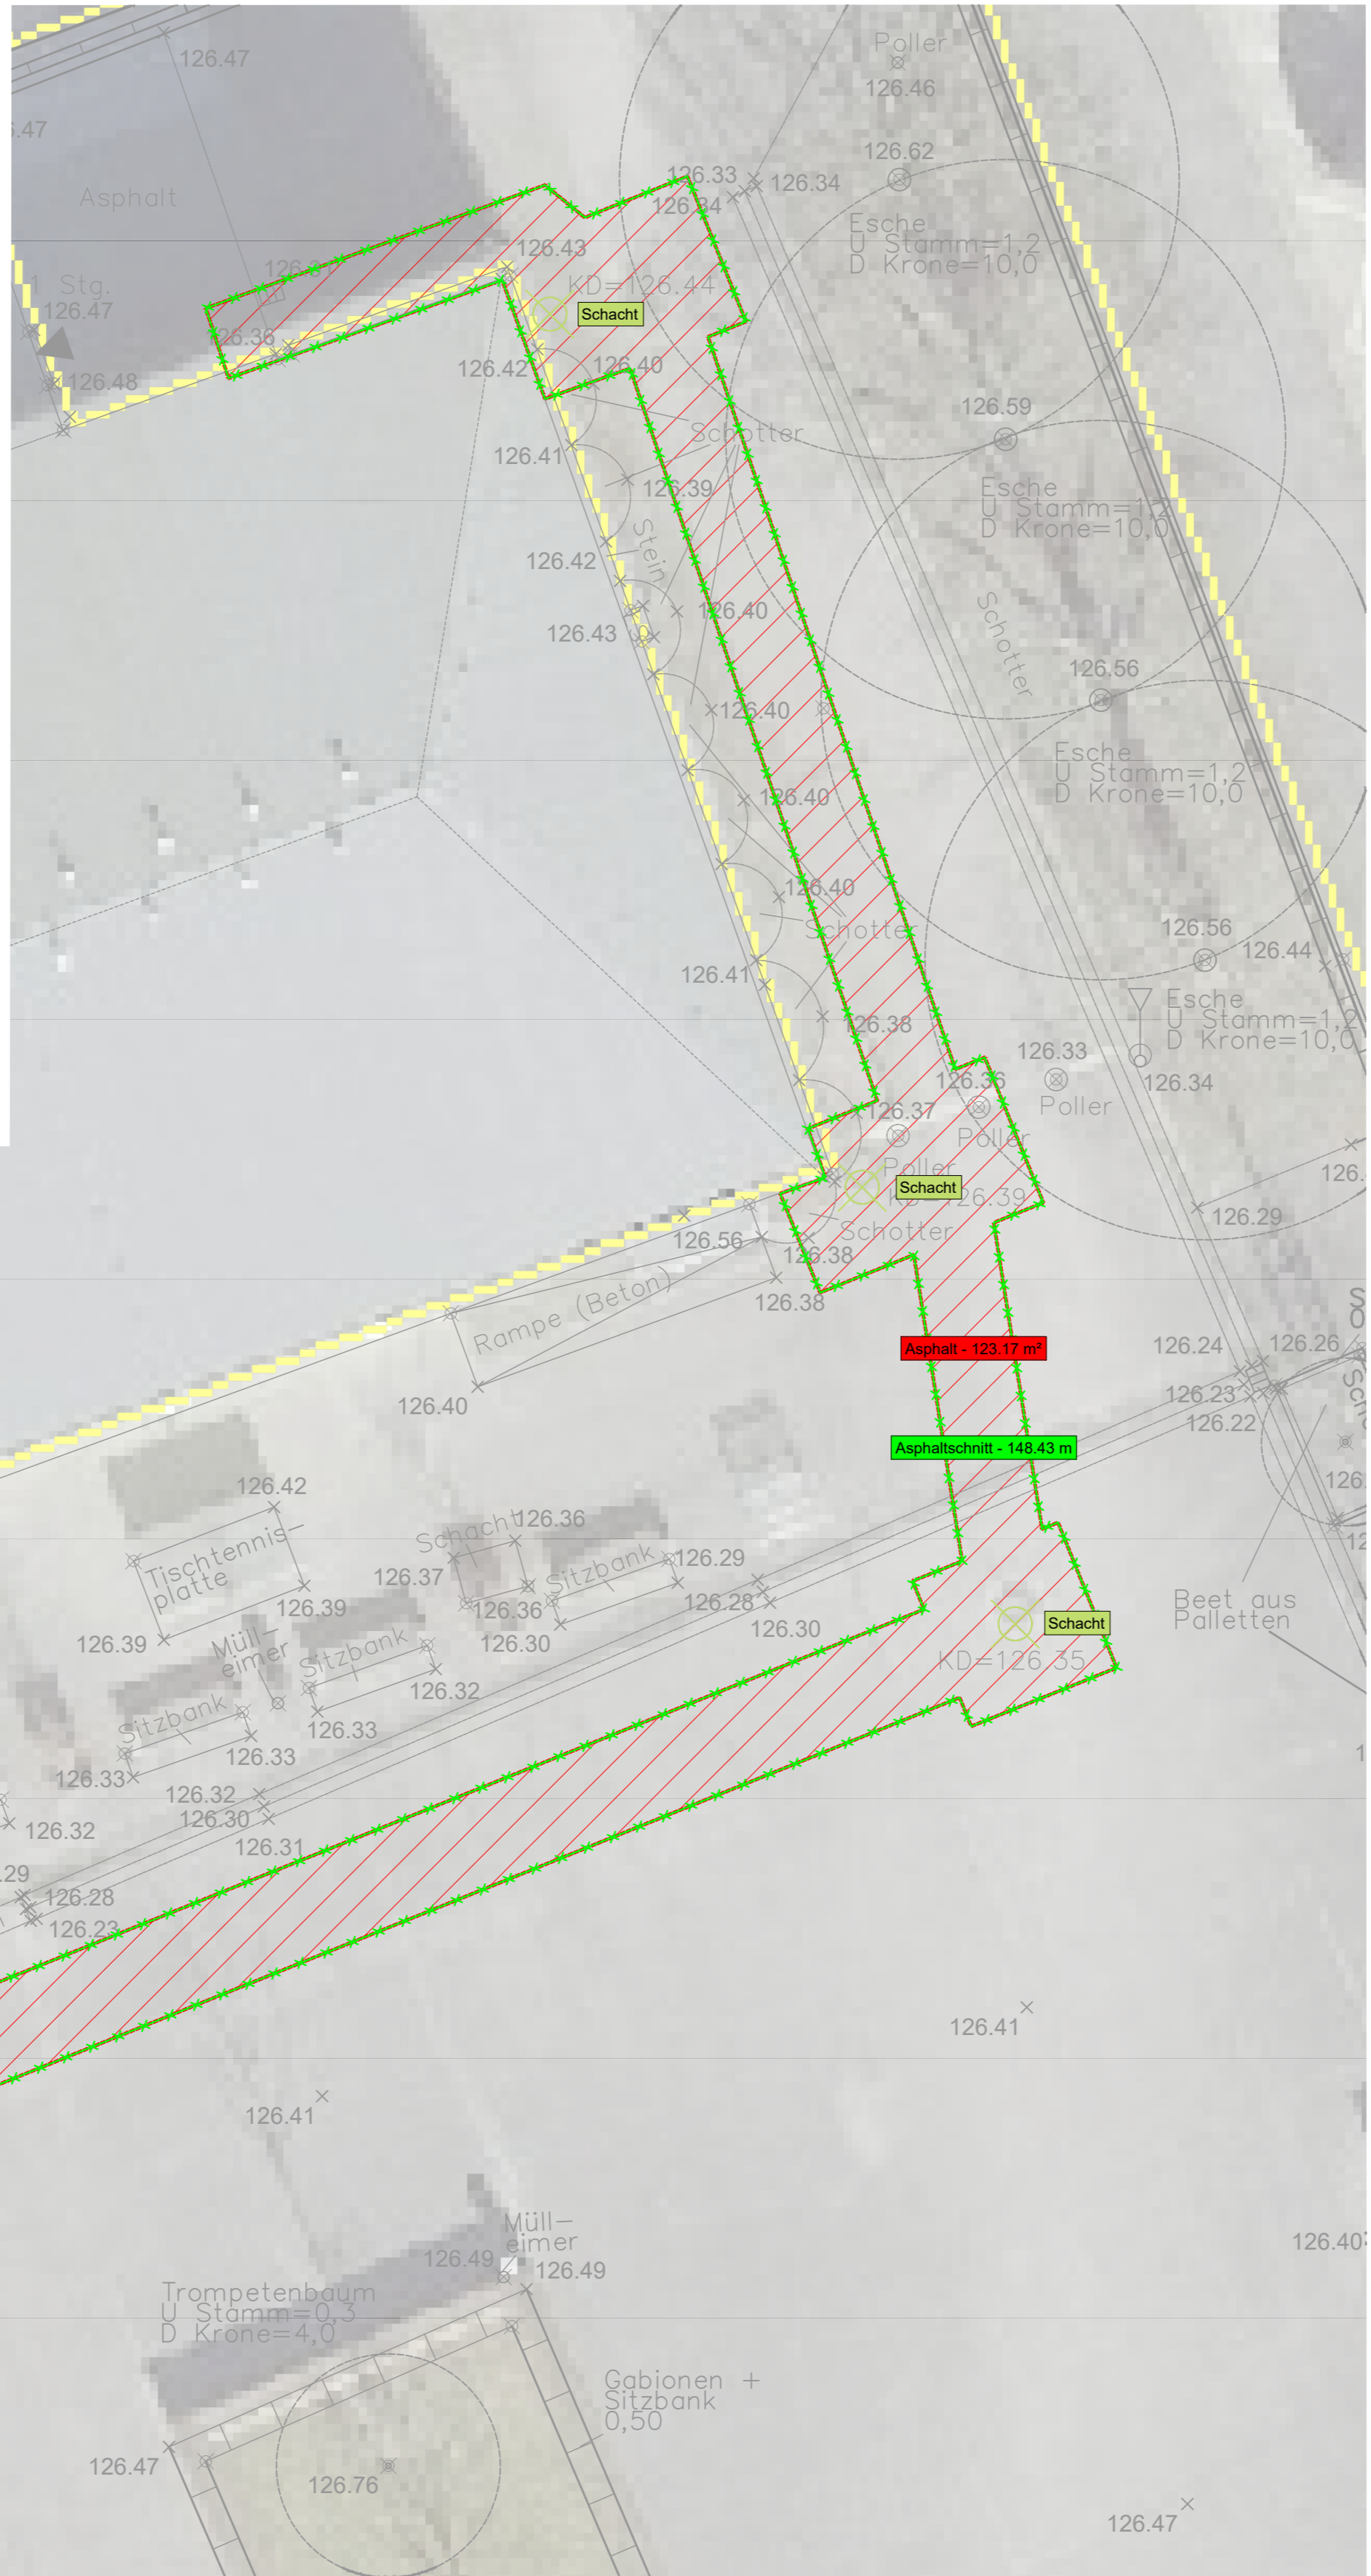 Poller
126.47
126.46
.47
126.62
126.33
126.34
126.34
Asphalt
Esche
U Stamm=1,2
D Krone=10,0
126.43
1 Stg.
126.47
KD=126.44
Schacht
126.36
126.42
126.40
126.48
126.59
Schotter
126.41
126.39
Esche
U Stamm=1,2
D Krone=10,0
Stein
126.42
126.40
126.43
Schotter
126.56
126.40
Esche
U Stamm=1,2
D Krone=10,0
126.40
126.40
Schotter
126.56
126.44
126.41
Esche
U Stamm=1,2
D Krone=10,0
126.38
126.33
126.36
126.34
Poller
126.37
Poller
Poller
126.
Schacht
KD=126.39
126.29
Schotter
126.56
126.38
126.38
Rampe (Beton)
Asphalt - 123.17 m²
126.24
126.26
126.23
126.22
126.40
Asphaltschnitt - 148.43 m
126.42
126.
Schacht
126.36
Tischtennis-
platte
126.37
Sitzbank
126.29
126.39
126.36
126.28
126.30
126.30
Beet aus
Palletten
126.39
Müll-
eimer
Sitzbank
Schacht
KD=126.35
126.32
Sitzbank
126.33
126.33
126.33
126.32
126.30
126.32
126.31
.29
126.28
126.23
126.41
126.41
Müll-
eimer
126.49
126.49
126.40
Trompetenbaum
U Stamm=0,3
D Krone=4,0
Gabionen +
Sitzbank
0,50
126.47
126.76
126.47